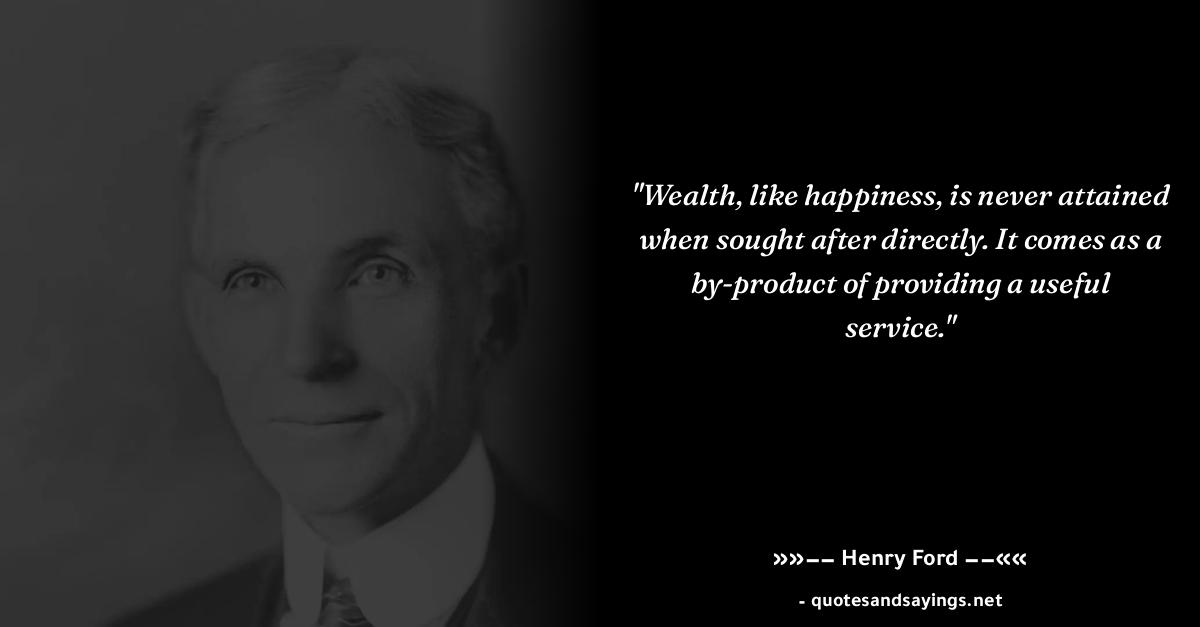 "Wealth, like happiness, is never attained
when sought after directly. It comes as a
by-product of providing a useful
service."
»»–– Henry Ford ––««
- quotesandsayings.net